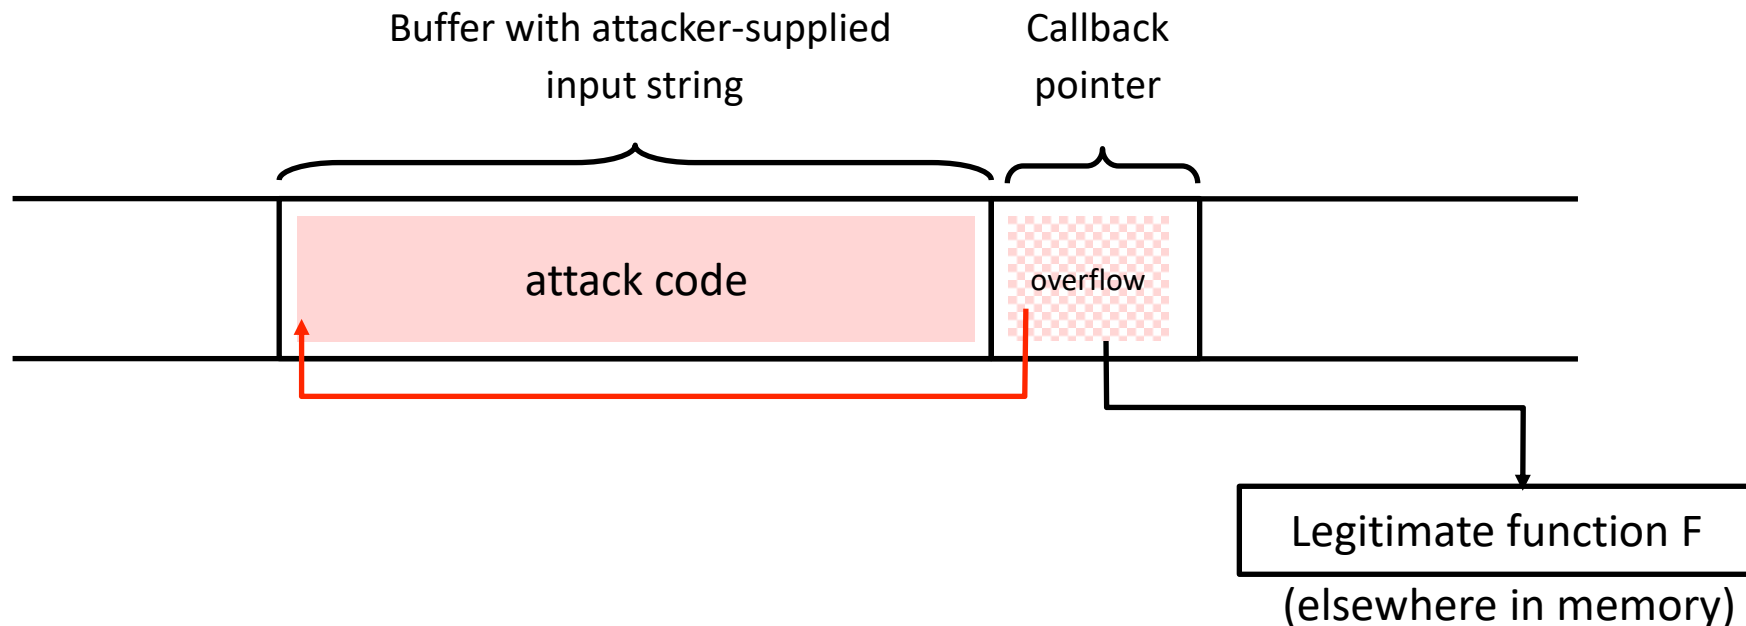 Buffer with attacker-supplied
input string
Callback
pointer
attack code
overflow
Legitimate function F
(elsewhere in memory)